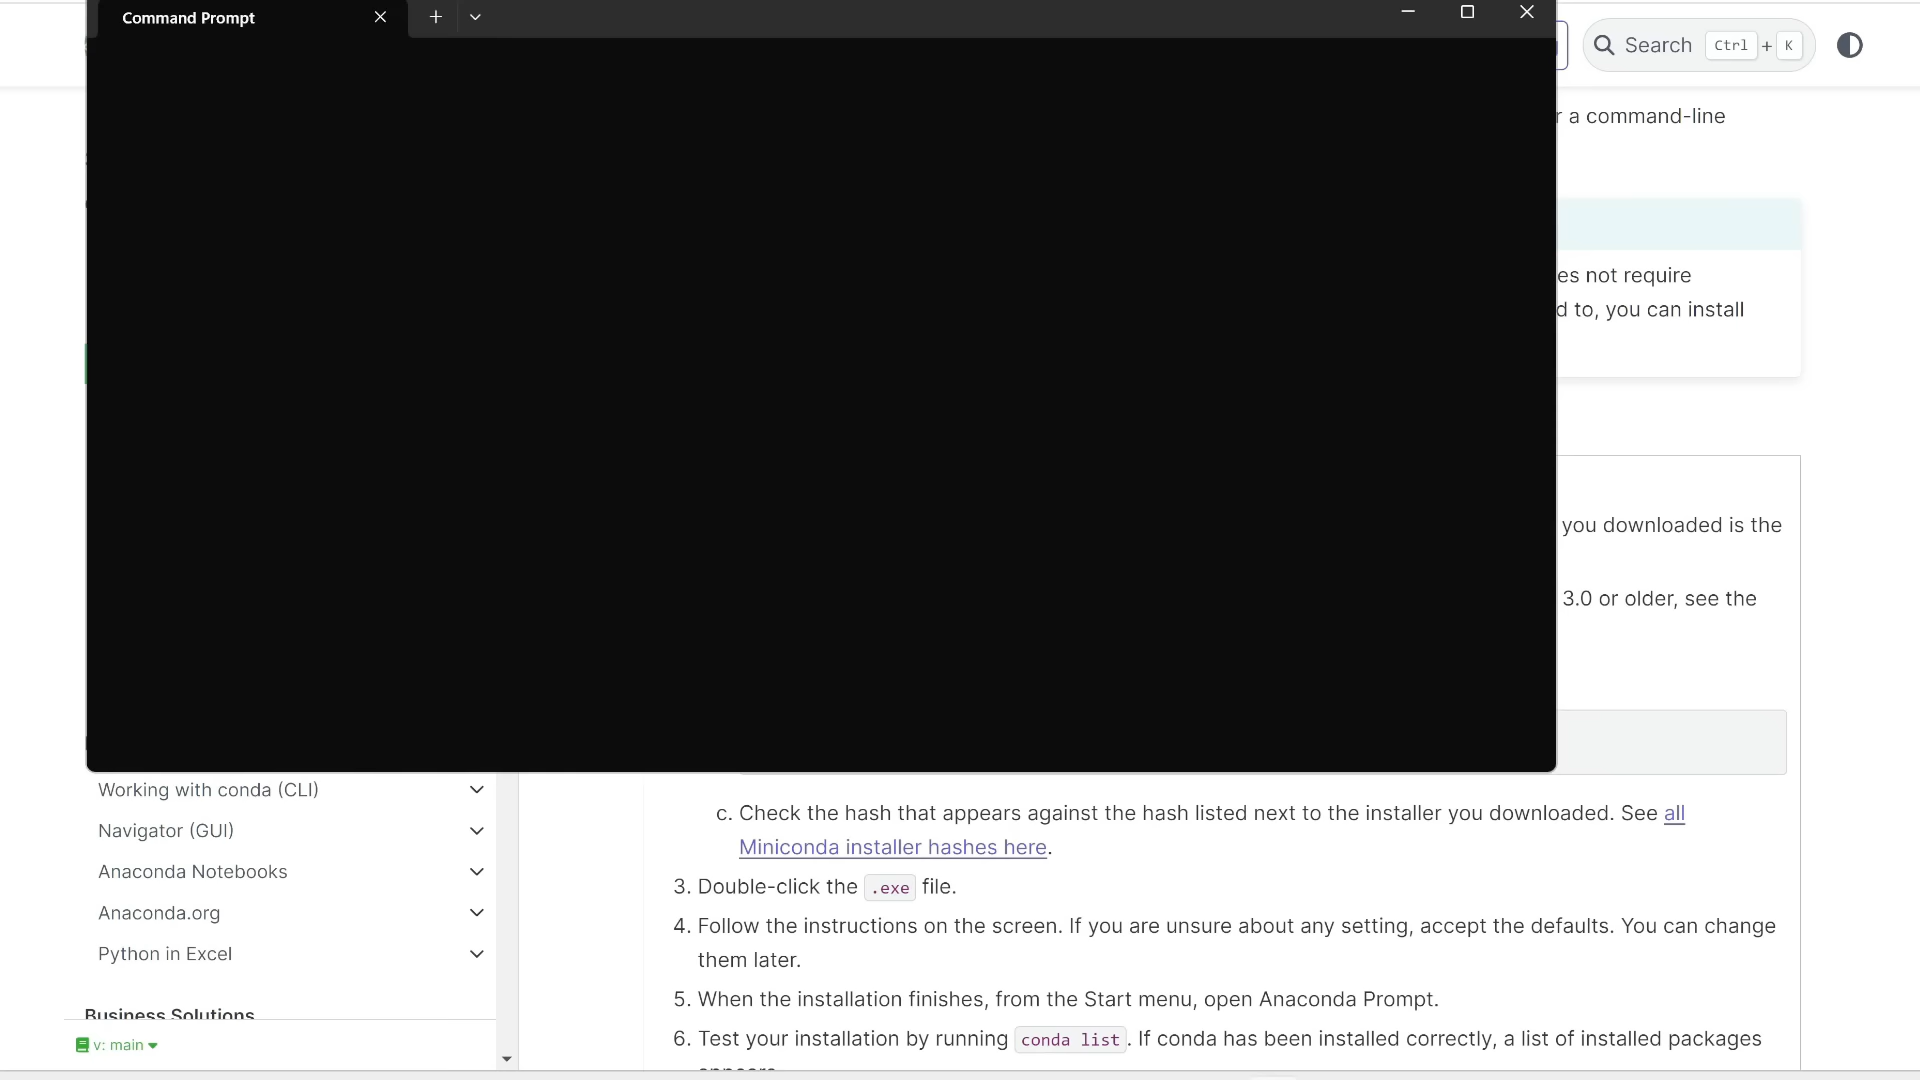 Command Prompt
Search Ctrl + K
r a command-line
es not require
d to, you can install
you downloaded is the
3.0 or older, see the
Working with conda (CLI)
Navigator (GUI)
Anaconda Notebooks
Anaconda.org
Python in Excel
Business Solutions
v: main
c. Check the hash that appears against the hash listed next to the installer you downloaded. See all
Miniconda installer hashes here.
3. Double-click the .exe file.
4. Follow the instructions on the screen. If you are unsure about any setting, accept the defaults. You can change
them later.
5. When the installation finishes, from the Start menu, open Anaconda Prompt.
6. Test your installation by running conda list. If conda has been installed correctly, a list of installed packages